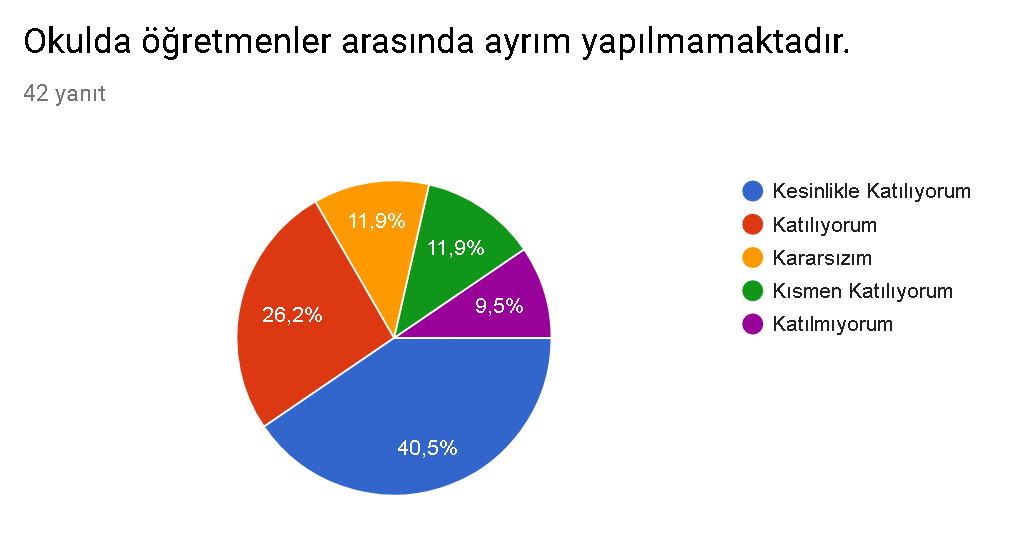 Okulda öğretmenler arasında ayrım yapılmamaktadır.
42 yanıt
Kesinlikle Katılıyorum
Katılıyorum
Kararsızım
Kısmen Katılıyorum
Katılmıyorum
11,9%
11,9%
9,5%
26,2%
40,5%